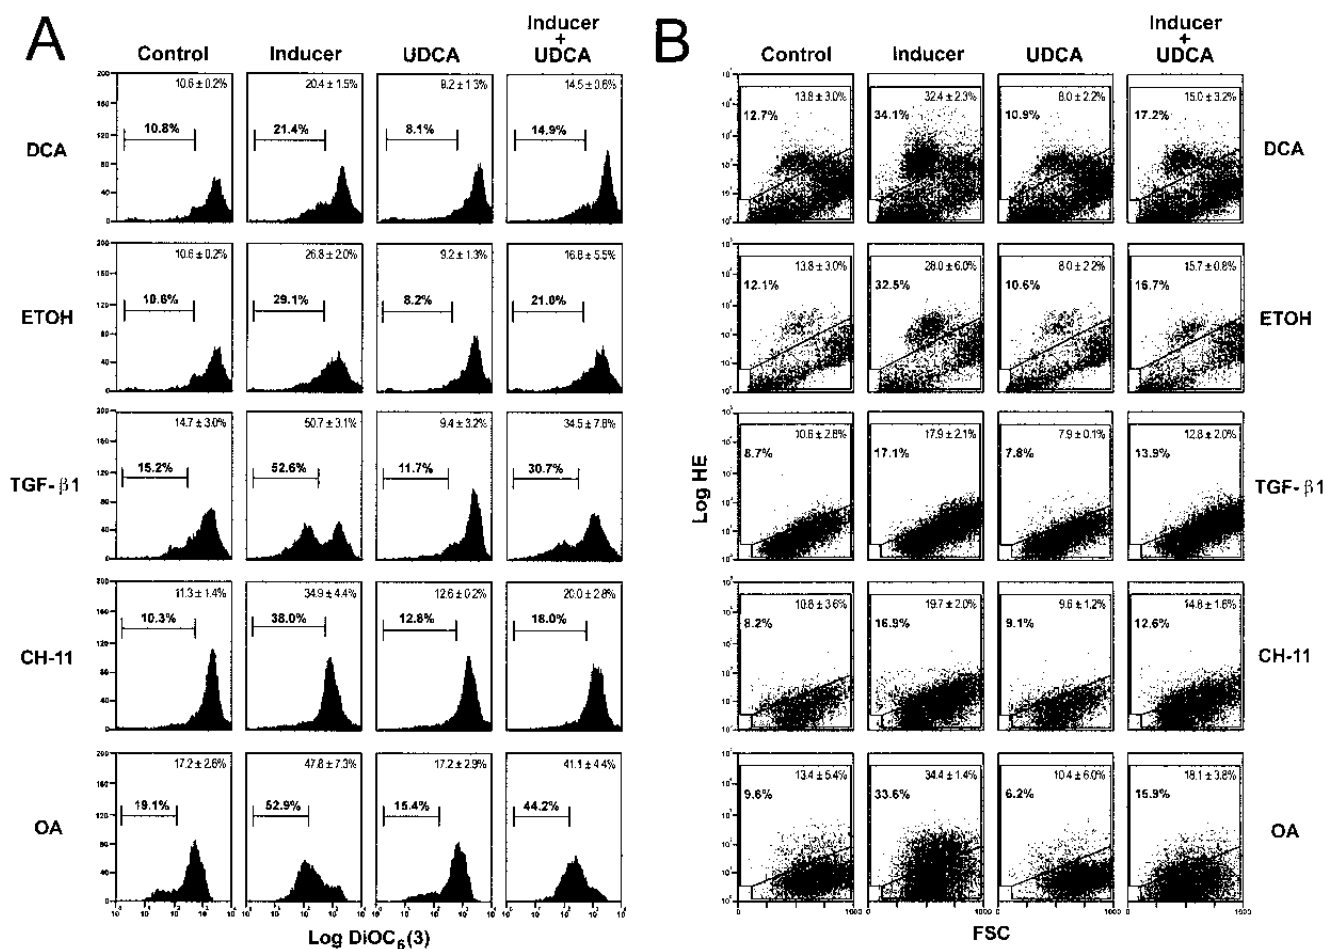 A
Control
Inducer
UDCA
Inducer
+
UDCA
DCA
10.6 ± 0.2%
10.8%
20.4 ± 1.5%
21.4%
8.1%
14.9%
ETOH
10.6 ± 0.2%
26.8 ± 2.0%
29.1%
9.2 ± 1.3%
8.2%
16.8 ± 5.5%
21.0%
TGF-β1
14.7 ± 3.0%
15.2%
50.7 ± 3.1%
52.6%
9.4 ± 3.2%
11.7%
34.5 ± 7.8%
30.7%
CH-11
11.3 ± 1.4%
10.3%
34.9 ± 4.4%
38.0%
12.6 ± 0.2%
12.8%
20.0 ± 2.8%
18.0%
OA
17.2 ± 2.6%
19.1%
47.8 ± 7.3%
52.9%
17.2 ± 2.9%
15.4%
41.1 ± 4.4%
44.2%
200
160
120
80
40
0
Log DiOC6(3)
B
Control
Inducer
UDCA
Inducer
+
UDCA
13.8 ± 3.0%
12.7%
32.4 ± 2.3%
34.1%
8.0 ± 2.2%
10.9%
15.0 ± 3.2%
17.2%
DCA
13.8 ± 3.0%
12.1%
28.0 ± 6.0%
32.5%
8.0 ± 2.2%
10.6%
15.7 ± 0.8%
16.7%
ETOH
10.6 ± 2.8%
8.7%
17.9 ± 2.1%
17.1%
7.9 ± 0.1%
7.8%
12.8 ± 2.0%
13.9%
TGF-β1
10.8 ± 3.6%
8.2%
19.7 ± 2.0%
16.9%
9.6 ± 1.2%
9.1%
14.8 ± 1.6%
12.6%
CH-11
13.4 ± 5.4%
9.6%
34.4 ± 1.4%
33.6%
10.4 ± 6.0%
6.2%
18.1 ± 3.8%
15.9%
OA
Log HE
FSC